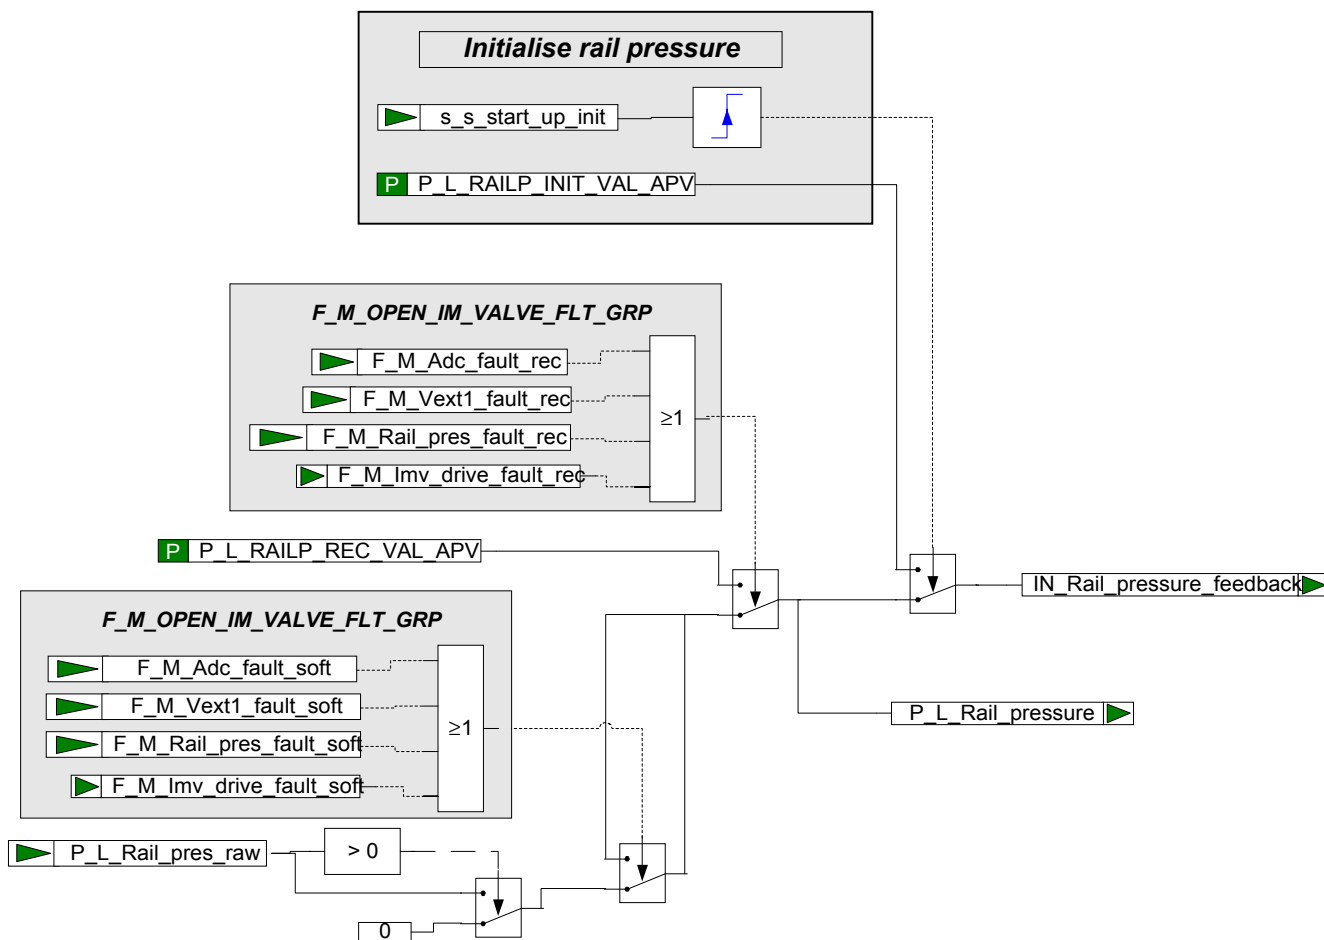 Initialise rail pressure
s_s_start_up_init
P P_L_RAILP_INIT_VAL_APV
F_M_OPEN_IM_VALVE_FLT_GRP
F_M_Adc_fault_rec
F_M_Vext1_fault_rec
≥1
F_M_Rail_pres_fault_rec
F_M_Imv_drive_fault_rec
P P_L_RAILP_REC_VAL_APV
IN_Rail_pressure_feedback
F_M_OPEN_IM_VALVE_FLT_GRP
F_M_Adc_fault_soft
F_M_Vext1_fault_soft
P_L_Rail_pressure
≥1
F_M_Rail_pres_fault_soft
F_M_Imv_drive_fault_soft
P_L_Rail_pres_raw
> 0
0